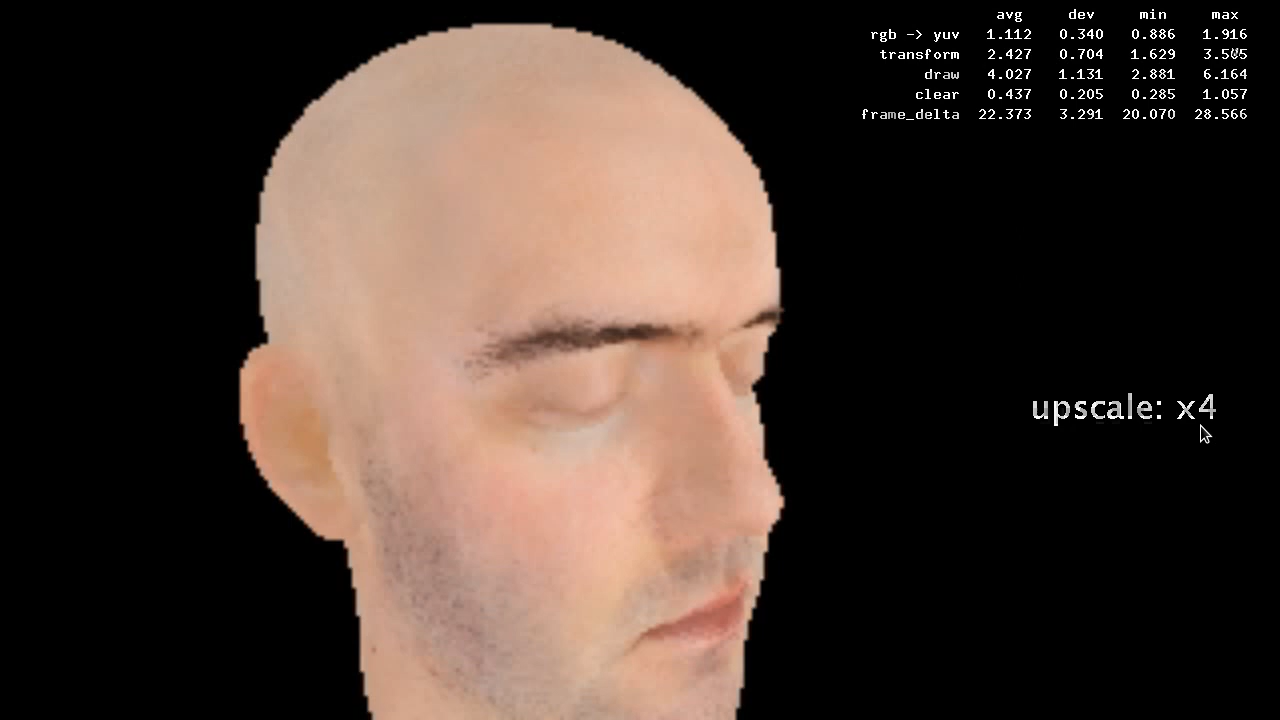 avg dev min max
rgb -> yuv 1.112 0.340 0.886 1.916
transform 2.427 0.704 1.629
draw 4.027 1.131 2.881 6.164
clear 0.437 0.205 0.285 1.057
frame_delta 22.373 3.291 20.070 28.566
upscale: x4